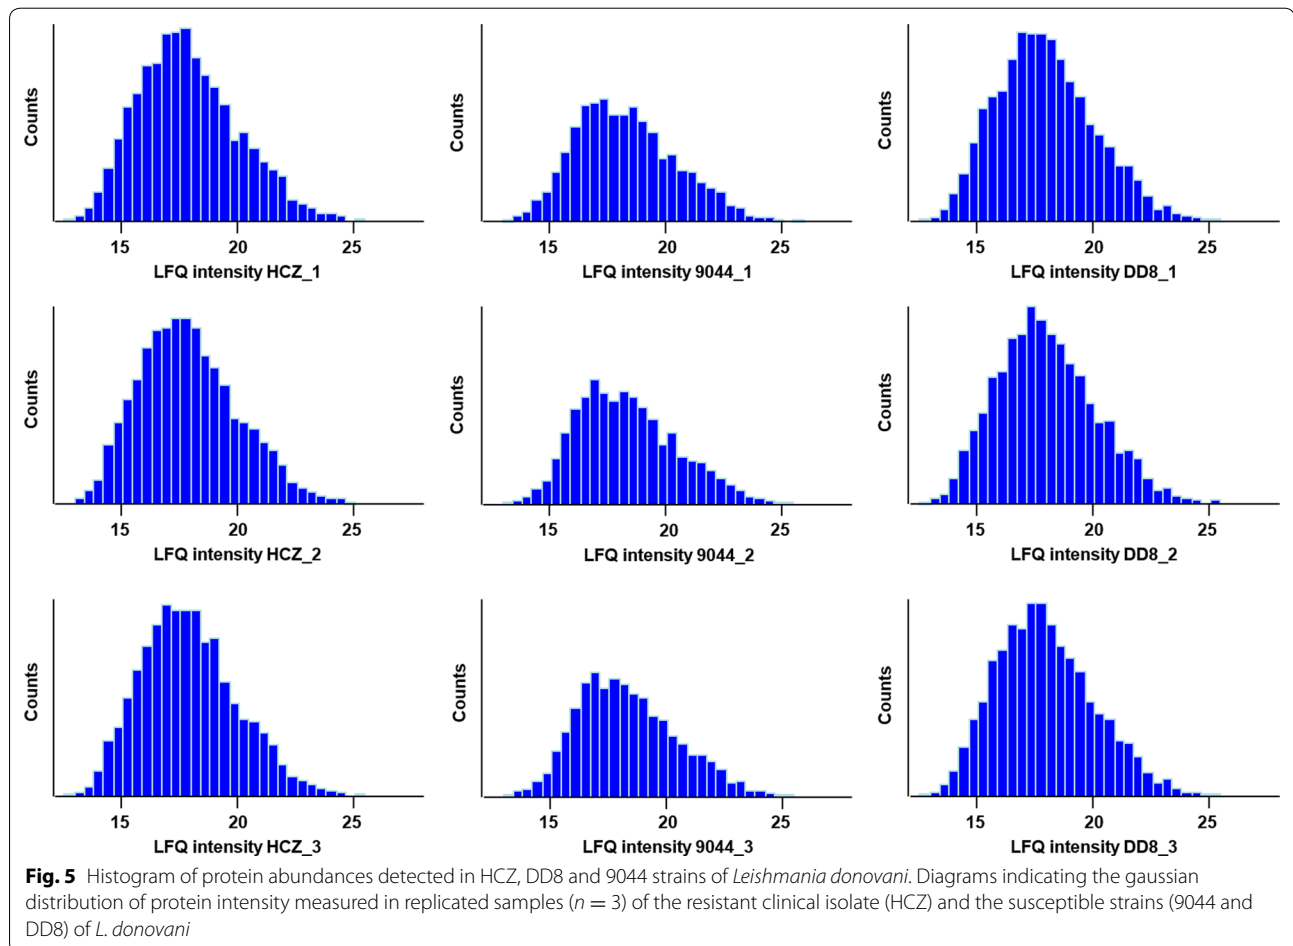 Counts Counts Counts
15 20 25 15 20 25 15 20 25
LFQ intensity HCZ_1 LFQ intensity 9044_1 LFQ intensity DD8_1
Counts Counts Counts
15 20 25 15 20 25 15 20 25
LFQ intensity HCZ_2 LFQ intensity 9044_2 LFQ intensity DD8_2
Counts Counts Counts
15 20 25 15 20 25 15 20 25
LFQ intensity HCZ_3 LFQ intensity 9044_3 LFQ intensity DD8_3
Fig. 5 Histogram of protein abundances detected in HCZ, DD8 and 9044 strains of Leishmania donovani. Diagrams indicating the gaussian
distribution of protein intensity measured in replicated samples (n = 3) of the resistant clinical isolate (HCZ) and the susceptible strains (9044 and
DD8) of L. donovani